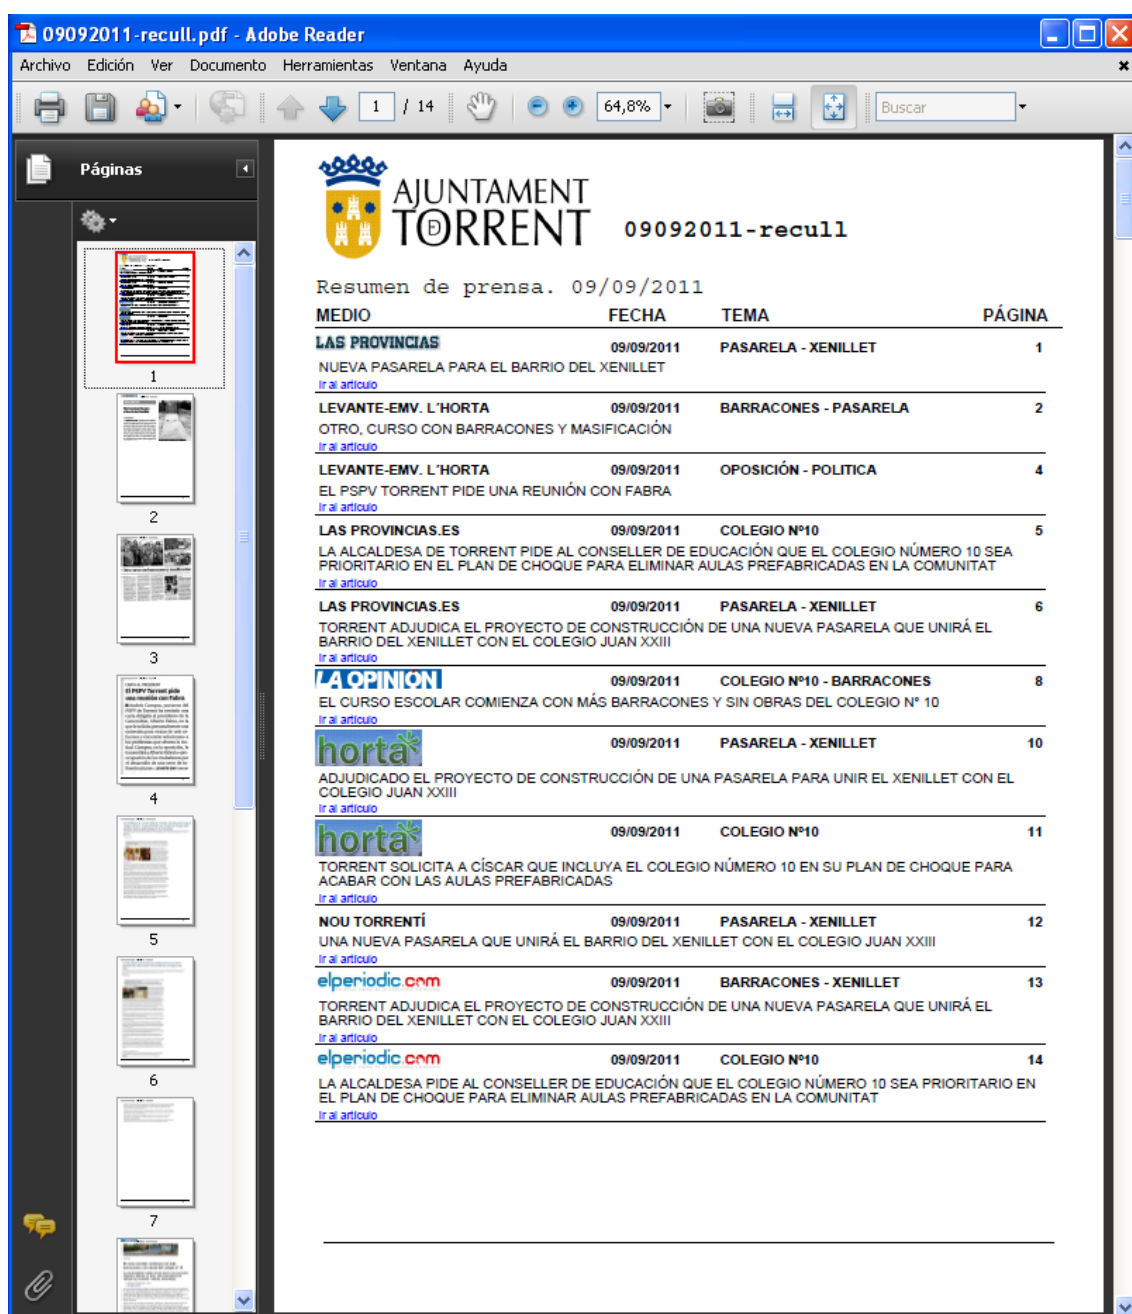 09092011-recull.pdf - Adobe Reader
Archivo Edición Ver Documento Herramientas Ventana Ayuda
1 / 14 64,8% Buscar
Páginas
1
2
3
El PSPV Torrent pide
una reunión con Fabra
4
5
6
7
AJUNTAMENT
DE
TORRENT
09092011-recull
Resumen de prensa. 09/09/2011
MEDIO FECHA TEMA PÁGINA
LAS PROVINCIAS 09/09/2011 PASARELA - XENILLET 1
NUEVA PASARELA PARA EL BARRIO DEL XENILLET
Ir al artículo
LEVANTE-EMV. L´HORTA 09/09/2011 BARRACONES - PASARELA 2
OTRO, CURSO CON BARRACONES Y MASIFICACIÓN
Ir al artículo
LEVANTE-EMV. L´HORTA 09/09/2011 OPOSICIÓN - POLITICA 4
EL PSPV TORRENT PIDE UNA REUNIÓN CON FABRA
Ir al artículo
LAS PROVINCIAS.ES 09/09/2011 COLEGIO Nº10 5
LA ALCALDESA DE TORRENT PIDE AL CONSELLER DE EDUCACIÓN QUE EL COLEGIO NÚMERO 10 SEA
PRIORITARIO EN EL PLAN DE CHOQUE PARA ELIMINAR AULAS PREFABRICADAS EN LA COMUNITAT
Ir al artículo
LAS PROVINCIAS.ES 09/09/2011 PASARELA - XENILLET 6
TORRENT ADJUDICA EL PROYECTO DE CONSTRUCCIÓN DE UNA NUEVA PASARELA QUE UNIRÁ EL
BARRIO DEL XENILLET CON EL COLEGIO JUAN XXIII
Ir al artículo
LA OPINIÓN 09/09/2011 COLEGIO Nº10 - BARRACONES 8
EL CURSO ESCOLAR COMIENZA CON MÁS BARRACONES Y SIN OBRAS DEL COLEGIO N° 10
Ir al artículo
horta 09/09/2011 PASARELA - XENILLET 10
ADJUDICADO EL PROYECTO DE CONSTRUCCIÓN DE UNA PASARELA PARA UNIR EL XENILLET CON EL
COLEGIO JUAN XXIII
Ir al artículo
horta 09/09/2011 COLEGIO Nº10 11
TORRENT SOLICITA A CÍSCAR QUE INCLUYA EL COLEGIO NÚMERO 10 EN SU PLAN DE CHOQUE PARA
ACABAR CON LAS AULAS PREFABRICADAS
Ir al artículo
NOU TORRENTÍ 09/09/2011 PASARELA - XENILLET 12
UNA NUEVA PASARELA QUE UNIRÁ EL BARRIO DEL XENILLET CON EL COLEGIO JUAN XXIII
Ir al artículo
elperiodic.com 09/09/2011 BARRACONES - XENILLET 13
TORRENT ADJUDICA EL PROYECTO DE CONSTRUCCIÓN DE UNA NUEVA PASARELA QUE UNIRÁ EL
BARRIO DEL XENILLET CON EL COLEGIO JUAN XXIII
Ir al artículo
elperiodic.com 09/09/2011 COLEGIO Nº10 14
LA ALCALDESA PIDE AL CONSELLER DE EDUCACIÓN QUE EL COLEGIO NÚMERO 10 SEA PRIORITARIO EN
EL PLAN DE CHOQUE PARA ELIMINAR AULAS PREFABRICADAS EN LA COMUNITAT
Ir al artículo